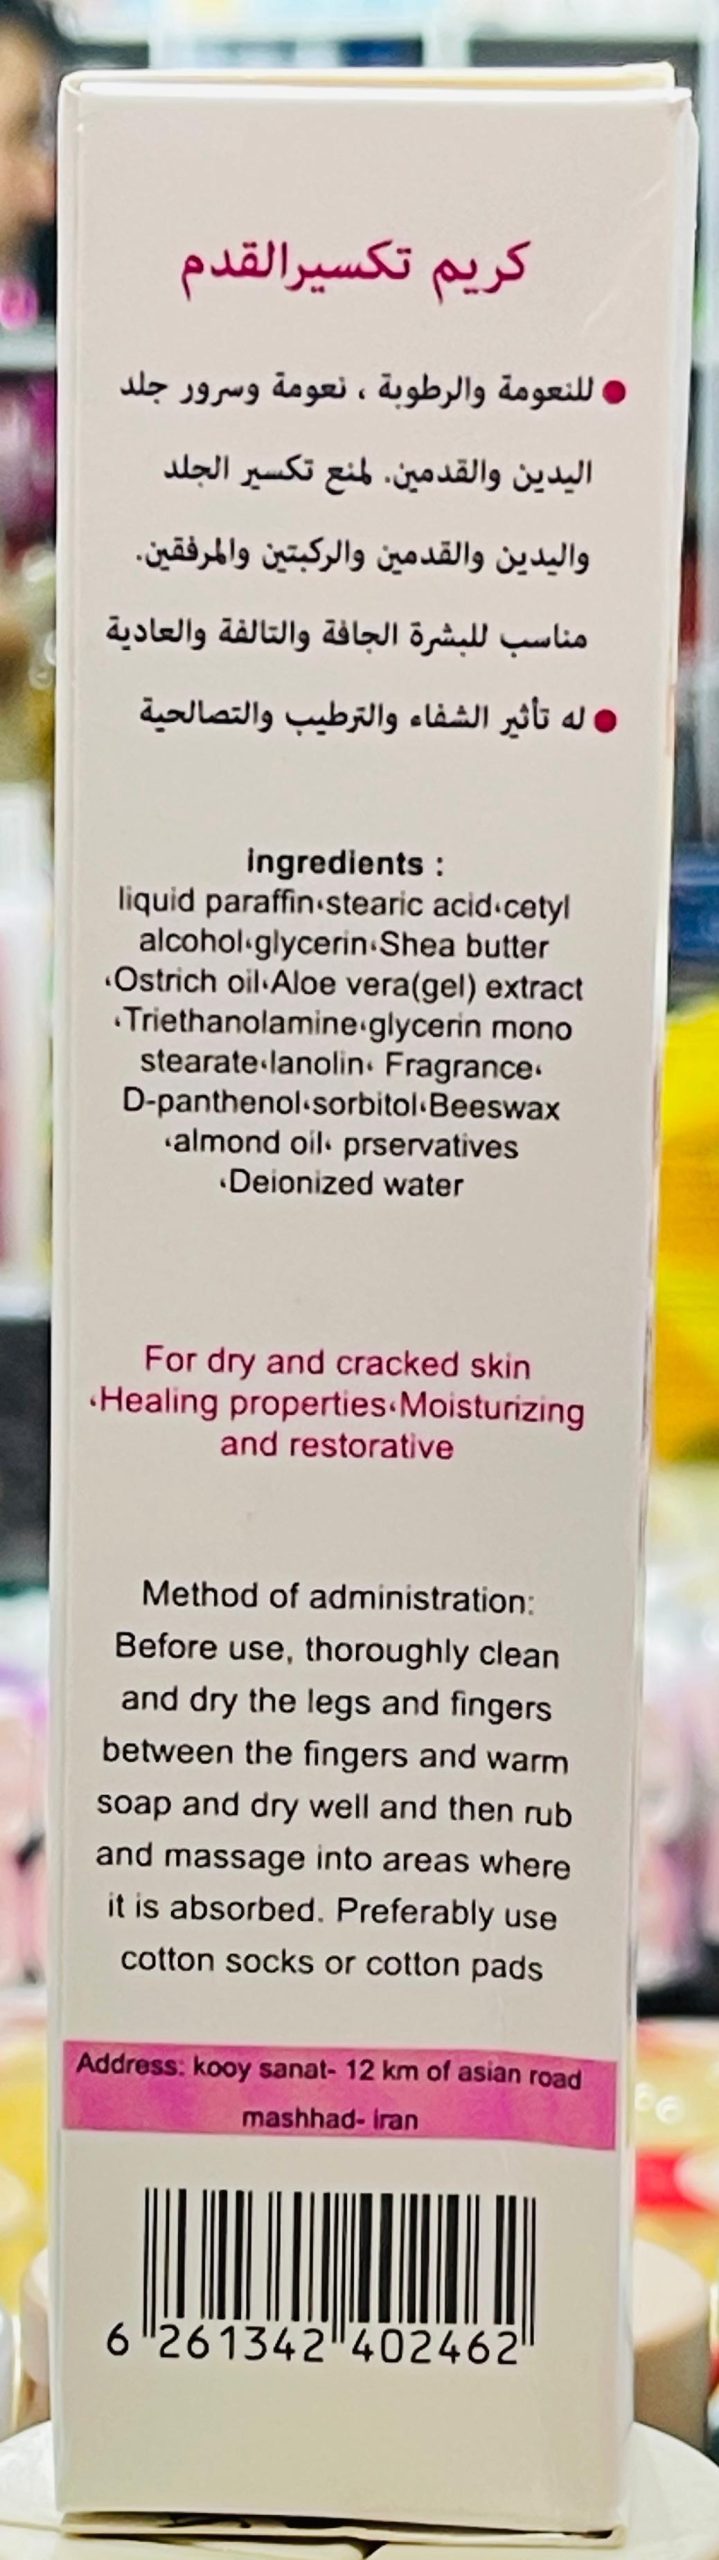 كريم تكسيرالقدم
● للنعومة والرطوبة ، نعومة وسرور جلد
اليدين والقدمين. لمنع تكسير الجلد
واليدين والقدمين والركبتين والمرفقين.
مناسب للبشرة الجافة والتالفة والعادية
● له تأثير الشفاء والترطيب والتصالحية
ingredients :
liquid paraffin،stearic acid،cetyl
alcohol،glycerin،Shea butter
،Ostrich oil،Aloe vera(gel) extract
،Triethanolamine،glycerin mono
stearate،lanolin، Fragrance،
D-panthenol،sorbitol،Beeswax
،almond oil، prservatives
،Deionized water
For dry and cracked skin
،Healing properties،Moisturizing
and restorative
Method of administration:
Before use, thoroughly clean
and dry the legs and fingers
between the fingers and warm
soap and dry well and then rub
and massage into areas where
it is absorbed. Preferably use
cotton socks or cotton pads
Address: kooy sanat- 12 km of asian road
mashhad- iran
6 261342 402462